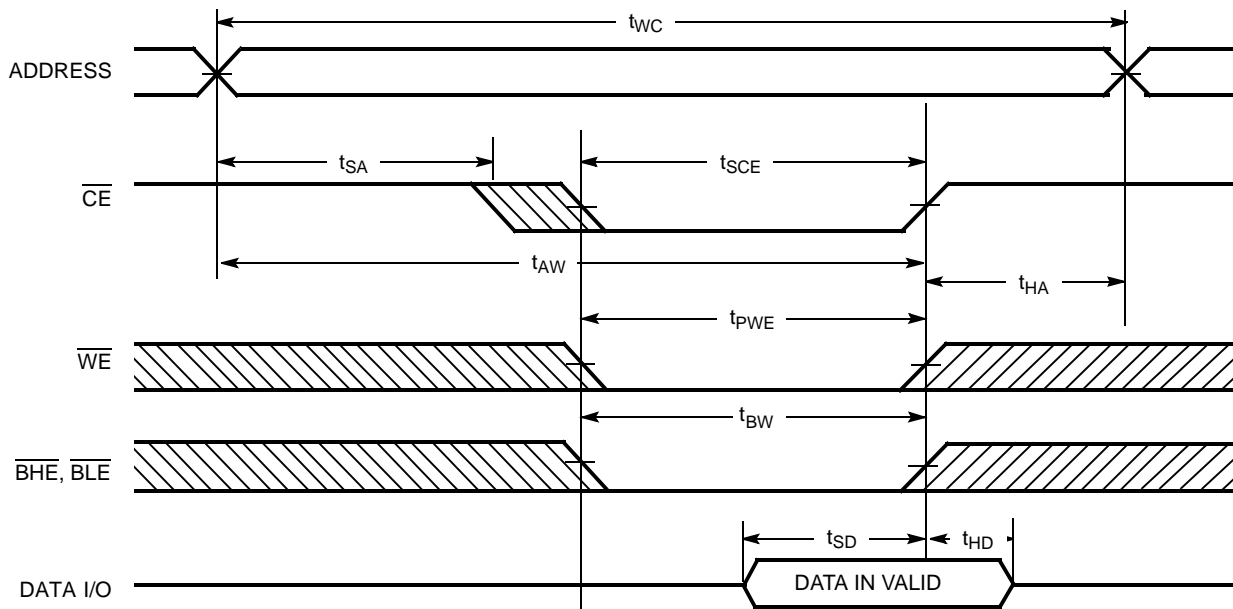 tWC
ADDRESS
tSA
tSCE
CE
tAW
tHA
tPWE
WE
tBW
BHE, BLE
tSD
tHD
DATA I/O
DATA IN VALID